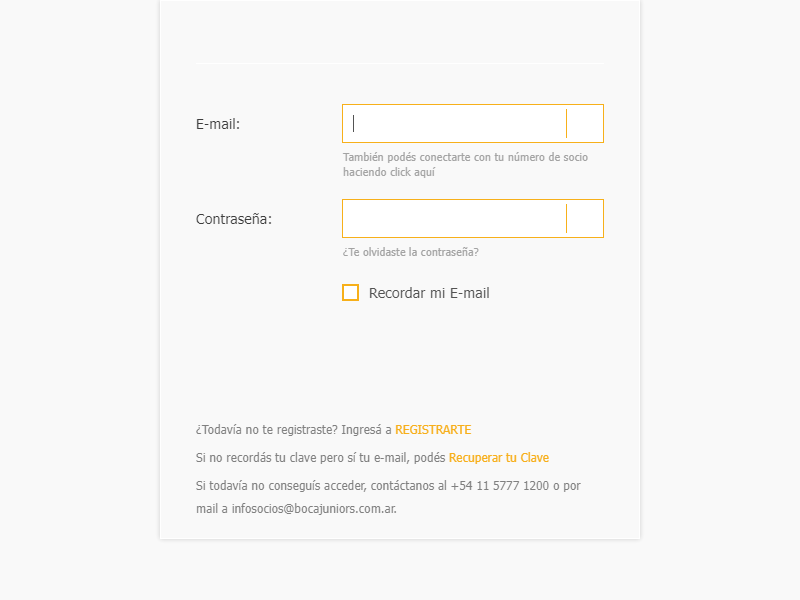 E-mail:
También podés conectarte con tu número de socio
haciendo click aquí
Contraseña:
¿Te olvidaste la contraseña?
Recordar mi E-mail
¿Todavía no te registraste? Ingresá a REGISTRARTE
Si no recordás tu clave pero sí tu e-mail, podés Recuperar tu Clave
Si todavía no conseguís acceder, contáctanos al +54 11 5777 1200 o por
mail a infosocios@bocajuniors.com.ar.